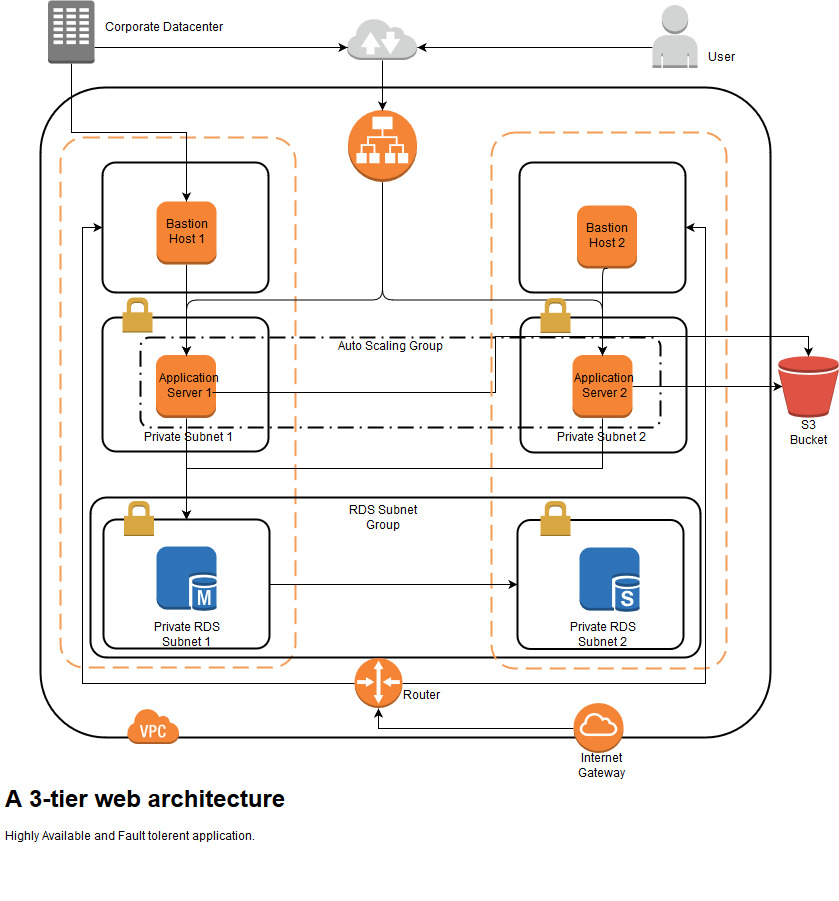 Corporate Datacenter
User
Bastion
Host 1
Bastion
Host 2
Auto Scaling Group
Application
Server 1
Application
Server 2
Private Subnet 1
Private Subnet 2
S3
Bucket
RDS Subnet
Group
M
S
Private RDS
Subnet 1
Private RDS
Subnet 2
Router
VPC
Internet
Gateway
A 3-tier web architecture
Highly Available and Fault tolerent application.